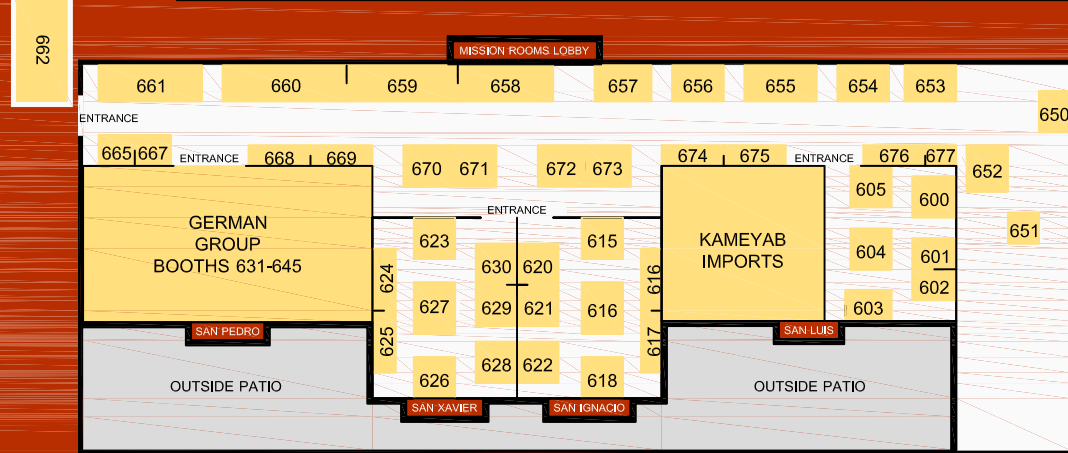 662
MISSION ROOMS LOBBY
661
660
659
658
657
656
655
654
653
650
ENTRANCE
665
667
ENTRANCE
668
669
670
671
672
673
674
675
ENTRANCE
676
677
652
605
600
651
GERMAN
GROUP
BOOTHS 631-645
ENTRANCE
623
615
KAMEYAB
IMPORTS
604
601
602
603
624
630
620
616
627
629
621
616
625
617
628
622
626
618
SAN PEDRO
SAN LUIS
OUTSIDE PATIO
OUTSIDE PATIO
SAN XAVIER
SAN IGNACIO